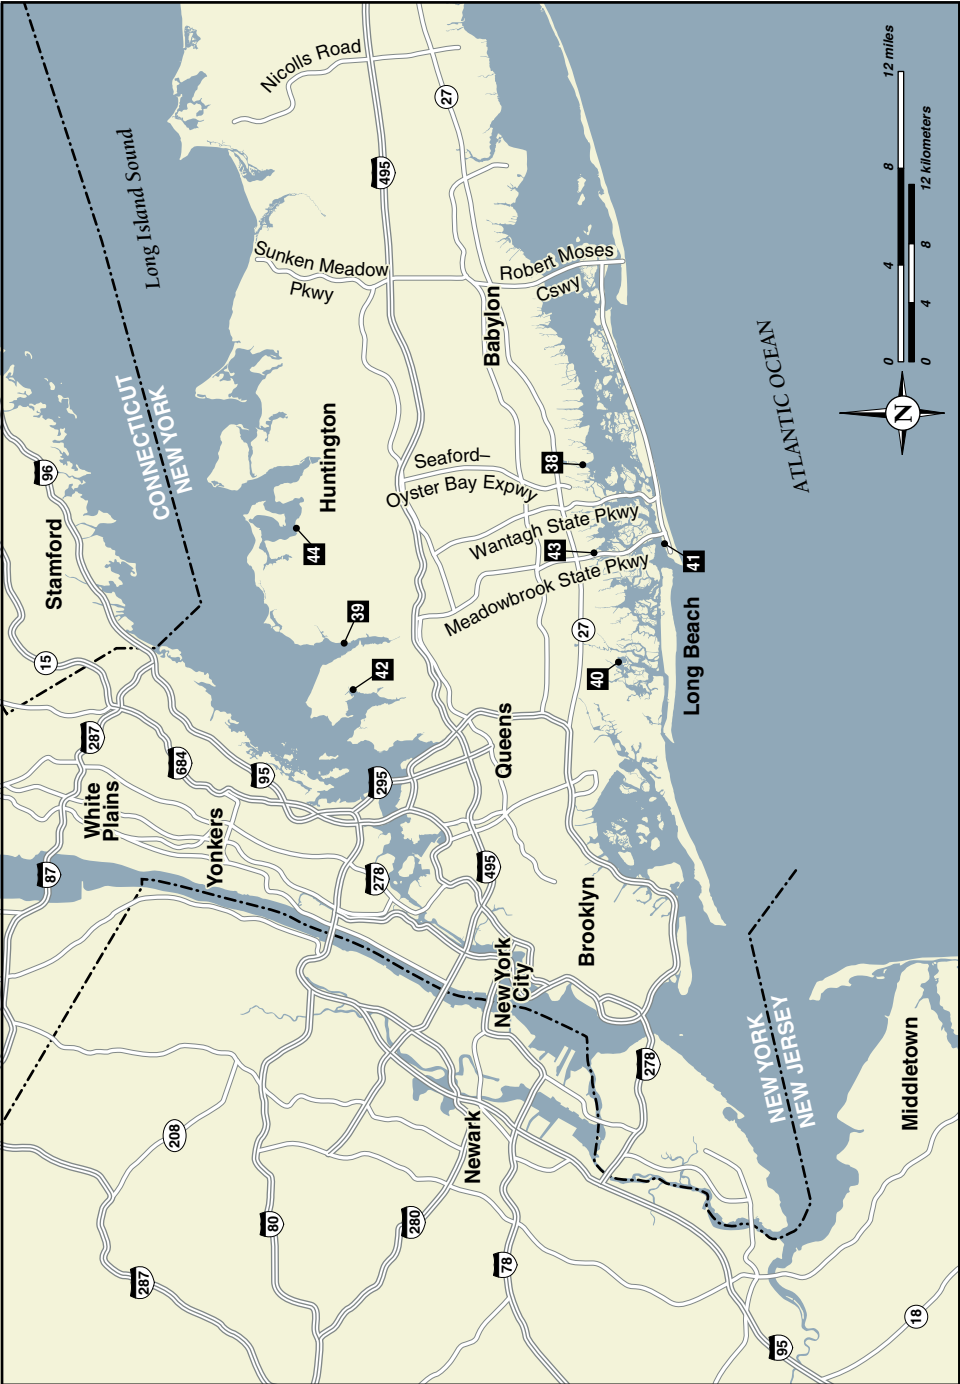 Nicolls Road
27
495
Long Island Sound
Sunken Meadow
Pkwy
Robert Moses
Cswy
Babylon
12 miles
8
4
0
12 kilometers
8
4
0
N
ATLANTIC OCEAN
CONNECTICUT
NEW YORK
96
Stamford
15
Huntington
44
39
42
Seaford–
Oyster Bay Expwy
Wantagh State Pkwy
Meadowbrook State Pkwy
38
43
41
40
27
Long Beach
287
684
95
295
White
Plains
Yonkers
87
278
495
Queens
Brooklyn
New York
City
278
NEW YORK
NEW JERSEY
Middletown
Newark
208
80
280
287
78
95
18